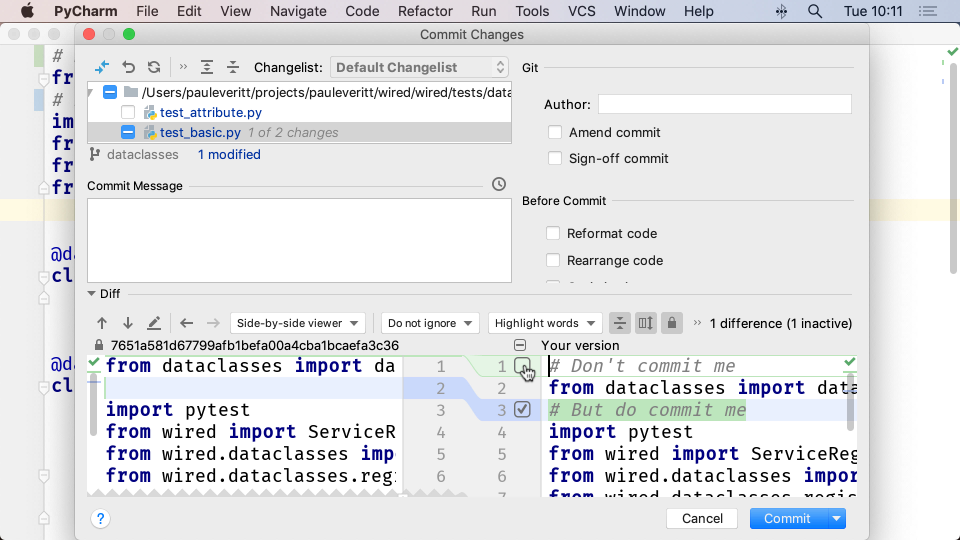 PyCharm File Edit View Navigate Code Refactor Run Tools VCS Window Help Tue 10:11
Commit Changes
Changelist: Default Changelist
/Users/pauleveritt/projects/pauleveritt/wired/wired/tests/data
test_attribute.py
test_basic.py 1 of 2 changes
dataclasses 1 modified
Commit Message
Git
Author:
Amend commit
Sign-off commit
Before Commit
Reformat code
Rearrange code
Diff
Side-by-side viewer Do not ignore Highlight words 1 difference (1 inactive)
7651a581d67799afb1befa00a4cba1bcaefa3c36 Your version
from dataclasses import da 1 1 # Don't commit me
2 2 from dataclasses import data
import pytest 3 3 # But do commit me
from wired import ServiceR 4 4 import pytest
from wired.dataclasses imp 5 5 from wired import ServiceReg
from wired.dataclasses.reg 6 6 from wired.dataclasses impor
7 from wired.dataclasses.regis
? Cancel Commit
#
fr
#
im
fr
fr
fr
@da
cl
@da
cl